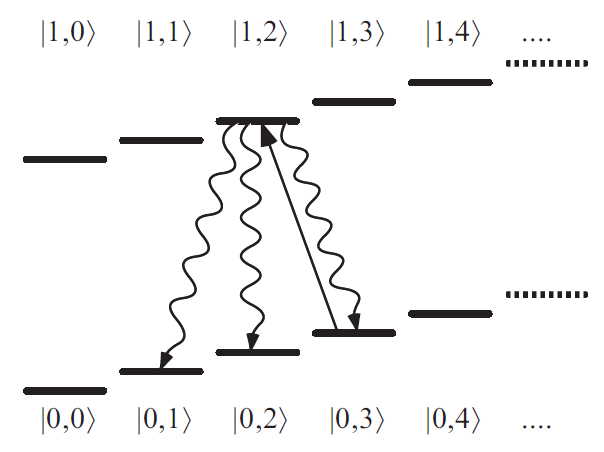 |1,0⟩ |1,1⟩ |1,2⟩ |1,3⟩ |1,4⟩ ....
|0,0⟩ |0,1⟩ |0,2⟩ |0,3⟩ |0,4⟩ ....